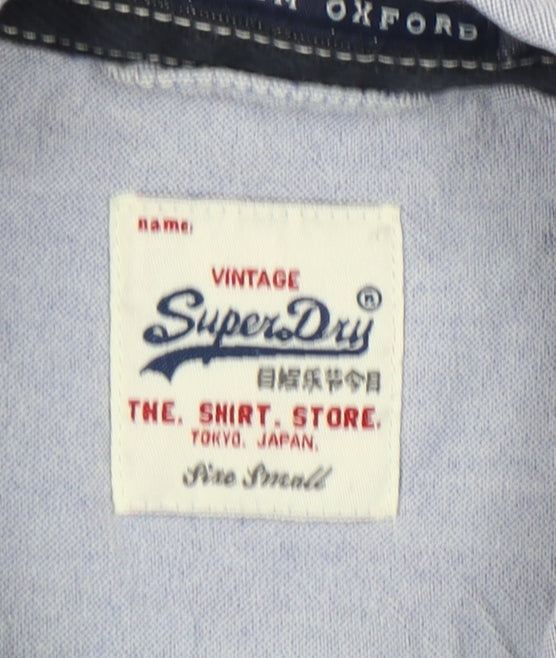 OXFORD
name:
VINTAGE
SuperDry®
THE. SHIRT. STORE.
TOKYO. JAPAN.
Size Small